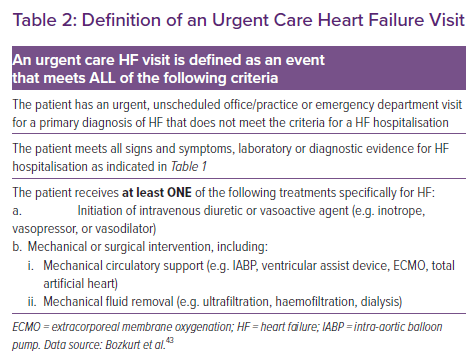 Table 2: Definition of an Urgent Care Heart Failure Visit
An urgent care HF visit is defined as an event
that meets ALL of the following criteria
The patient has an urgent, unscheduled office/practice or emergency department visit
for a primary diagnosis of HF that does not meet the criteria for a HF hospitalisation
The patient meets all signs and symptoms, laboratory or diagnostic evidence for HF
hospitalisation as indicated in Table 1
The patient receives at least ONE of the following treatments specifically for HF:
a. Initiation of intravenous diuretic or vasoactive agent (e.g. inotrope,
vasopressor, or vasodilator)
b. Mechanical or surgical intervention, including:
i. Mechanical circulatory support (e.g. IABP, ventricular assist device, ECMO, total
artificial heart)
ii. Mechanical fluid removal (e.g. ultrafiltration, haemofiltration, dialysis)
ECMO = extracorporeal membrane oxygenation; HF = heart failure; IABP = intra-aortic balloon
pump. Data source: Bozkurt et al.43